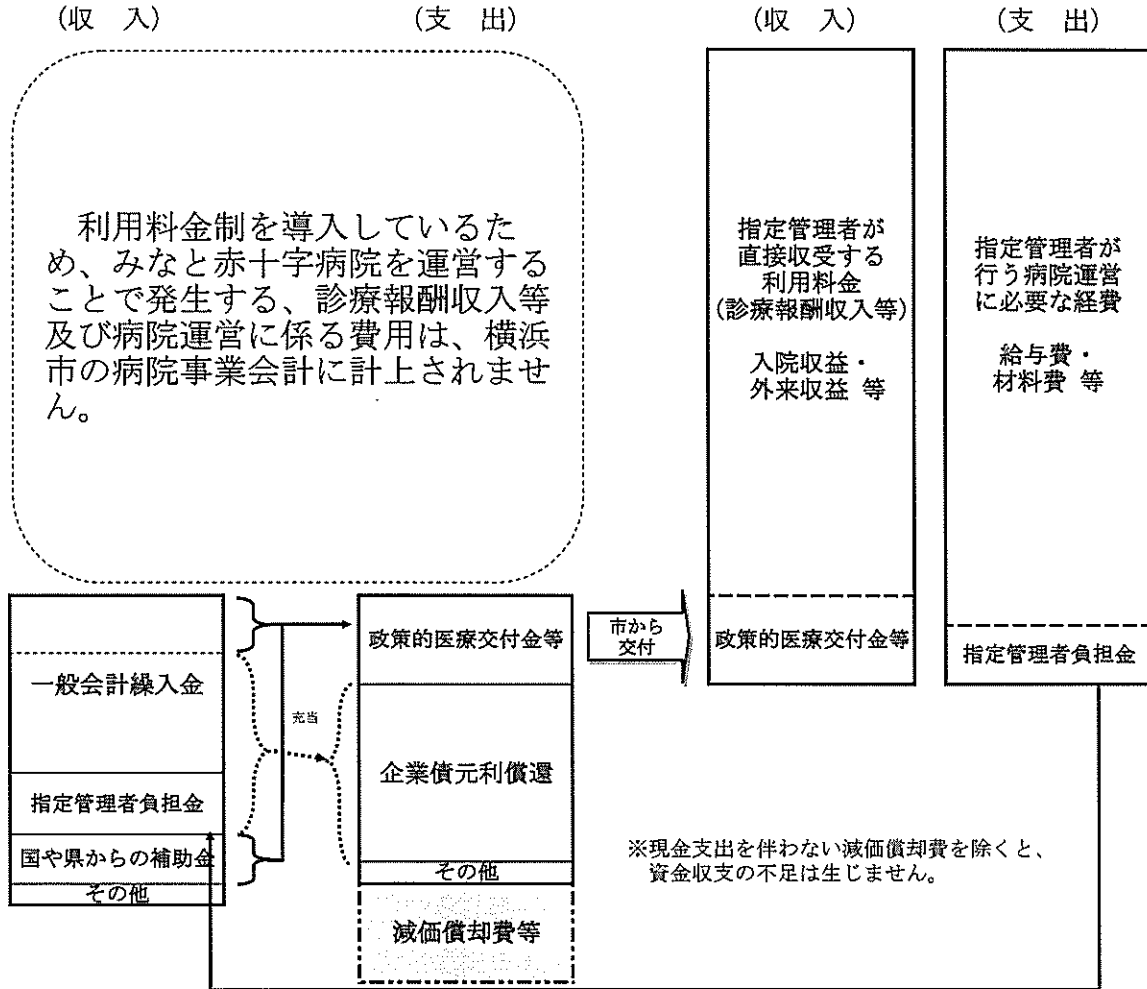 (収 入)
(支 出)
(収 入)
(支 出)
利用料金制を導入しているた
め、みなと赤十字病院を運営する
ことで発生する、診療報酬収入等
及び病院運営に係る費用は、横浜
市の病院事業会計に計上されませ
ん。
指定管理者が
直接収受する
利用料金
(診療報酬収入等)
入院収益・
外来収益 等
指定管理者が
行う病院運営
に必要な経費
給与費・
材料費 等
一般会計繰入金
指定管理者負担金
国や県からの補助金
その他
充当
政策的医療交付金等
企業債元利償還
その他
減価償却費等
市から
交付
政策的医療交付金等
指定管理者負担金
※現金支出を伴わない減価償却費を除くと、
資金収支の不足は生じません。